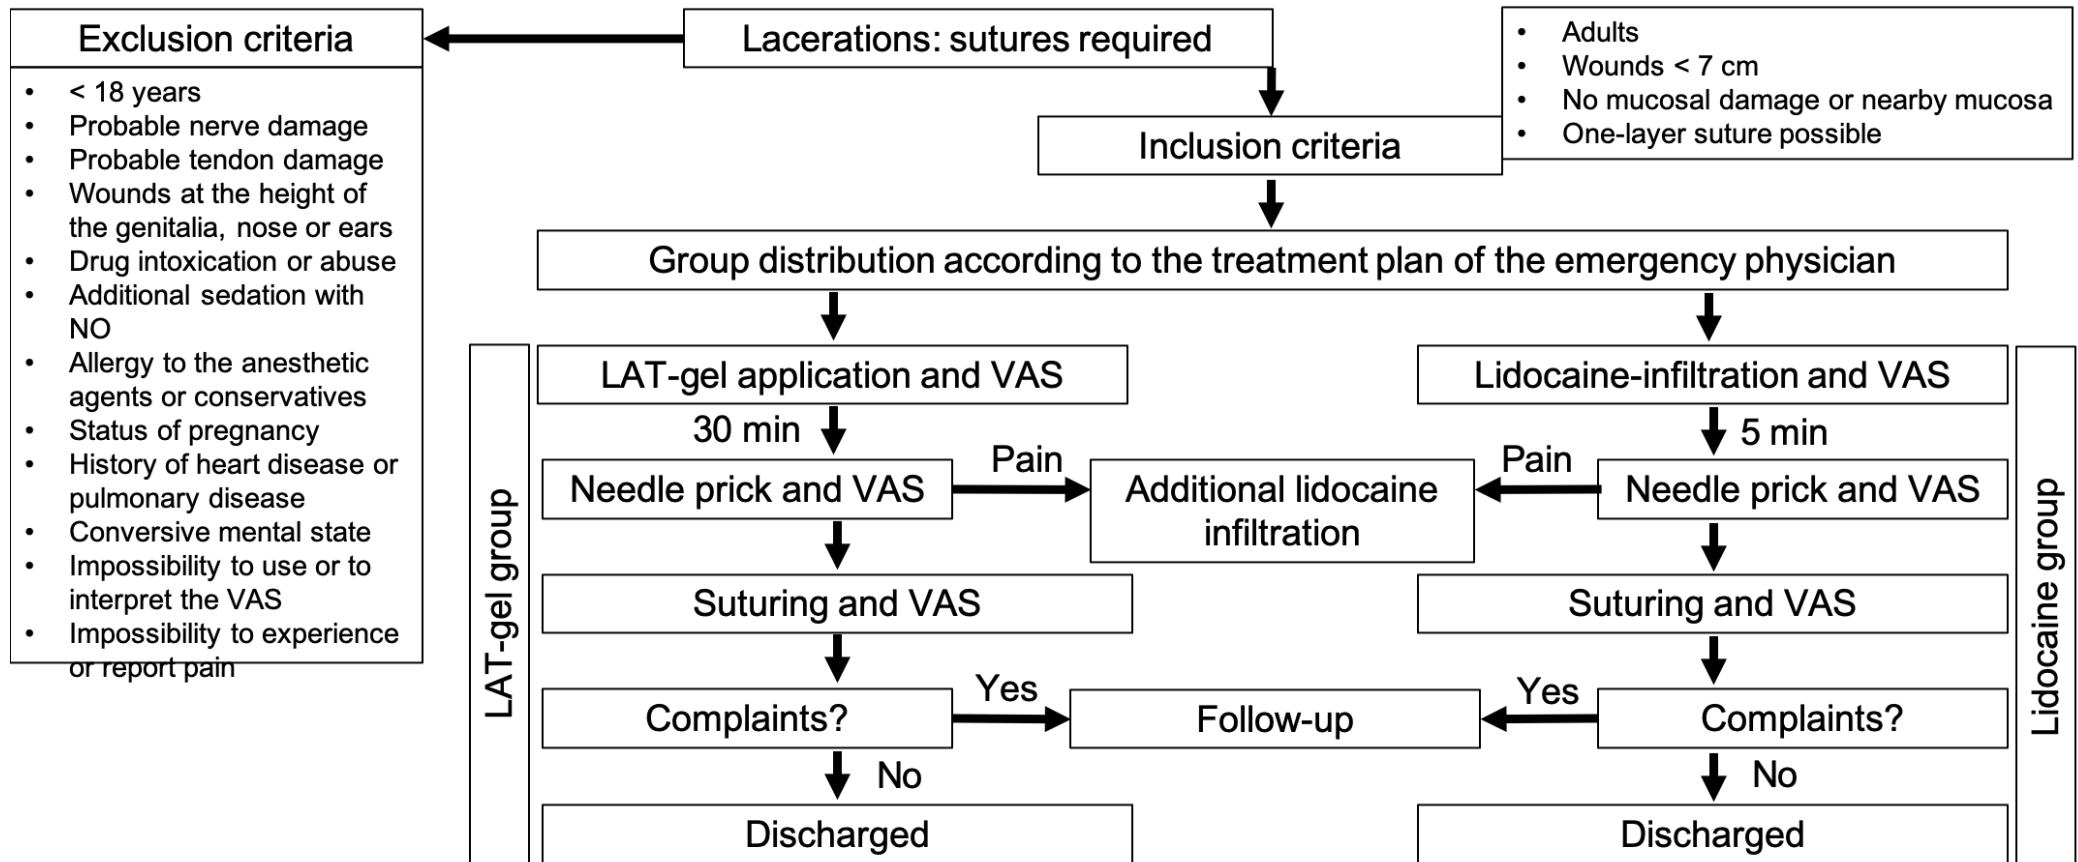 Exclusion criteria
• < 18 years
• Probable nerve damage
• Probable tendon damage
• Wounds at the height of
the genitalia, nose or ears
• Drug intoxication or abuse
• Additional sedation with
NO
• Allergy to the anesthetic
agents or conservatives
• Status of pregnancy
• History of heart disease or
pulmonary disease
• Conversive mental state
• Impossibility to use or to
interpret the VAS
• Impossibility to experience
or report pain
Lacerations: sutures required
• Adults
• Wounds < 7 cm
• No mucosal damage or nearby mucosa
• One-layer suture possible
Inclusion criteria
Group distribution according to the treatment plan of the emergency physician
LAT-gel group
LAT-gel application and VAS
30 min
Needle prick and VAS
Pain
Additional lidocaine
infiltration
Suturing and VAS
Complaints?
Yes
Follow-up
No
Discharged
Lidocaine-infiltration and VAS
5 min
Pain
Needle prick and VAS
Suturing and VAS
Yes
Complaints?
No
Discharged
Lidocaine group